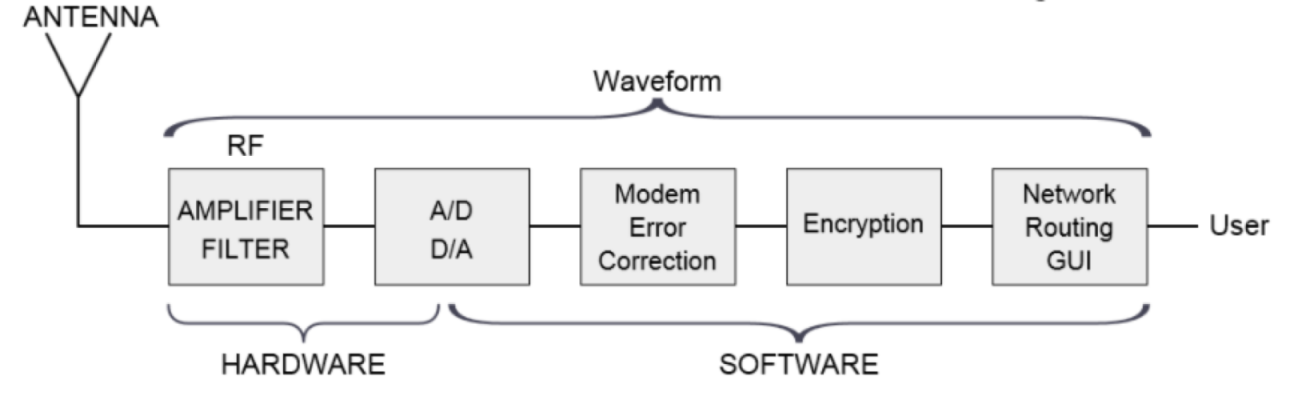 ANTENNA
Waveform
RF
AMPLIFIER
FILTER
A/D
D/A
Modem
Error
Correction
Encryption
Network
Routing
GUI
User
HARDWARE
SOFTWARE